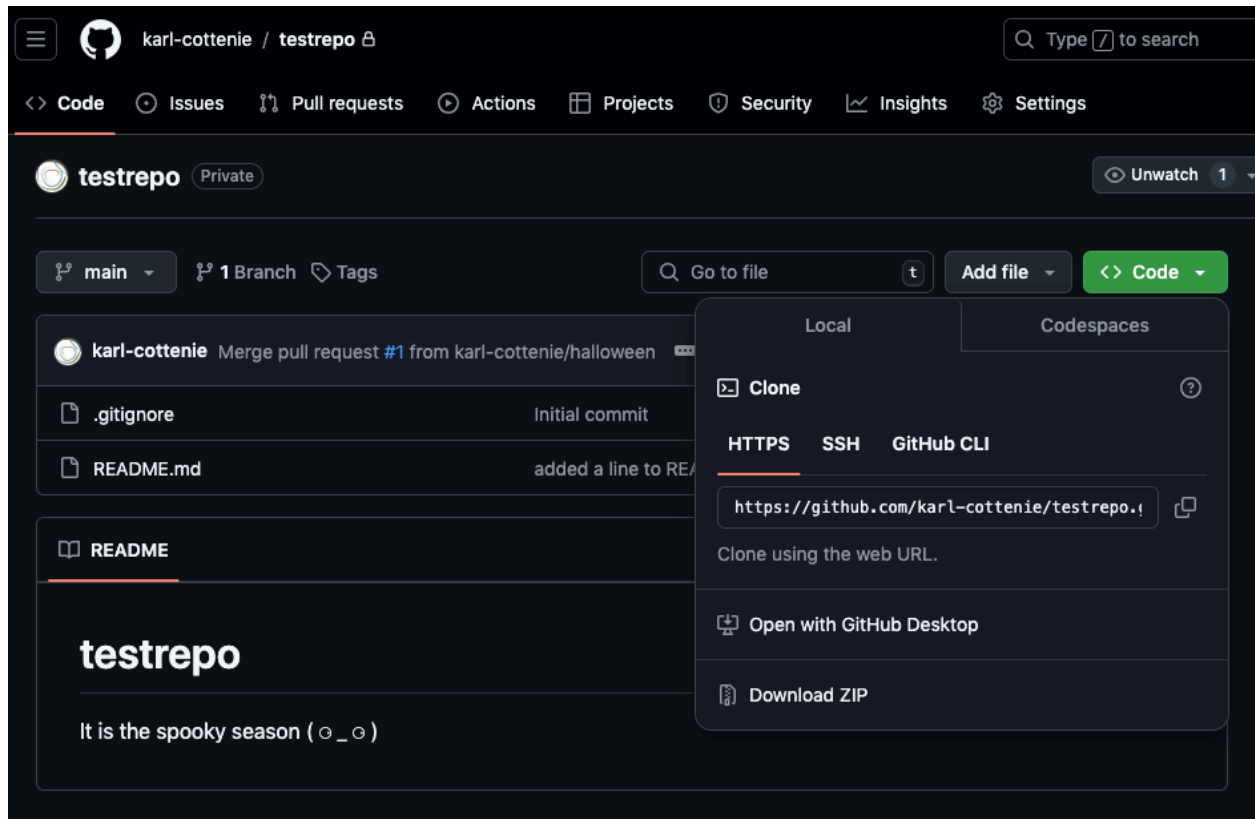 karl-cottenie / testrepo
Type / to search
Code Issues Pull requests Actions Projects Security Insights Settings
testrepo Private
Unwatch 1
main 1 Branch Tags
Go to file t
Add file
Code
karl-cottenie Merge pull request #1 from karl-cottenie/halloween
.gitignore Initial commit
README.md added a line to REA
README
testrepo
It is the spooky season ( ⚆ _ ⚆ )
Local Codespaces
Clone
HTTPS SSH GitHub CLI
https://github.com/karl-cottenie/testrepo.g
Clone using the web URL.
Open with GitHub Desktop
Download ZIP